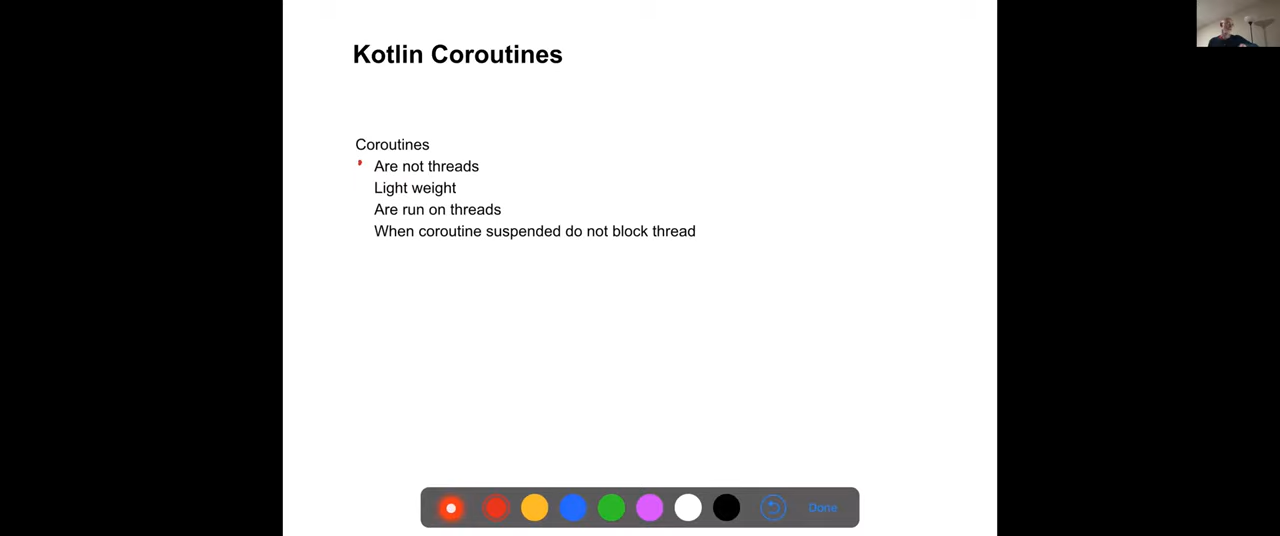 Kotlin Coroutines
Coroutines
Are not threads
Light weight
Are run on threads
When coroutine suspended do not block thread
Done